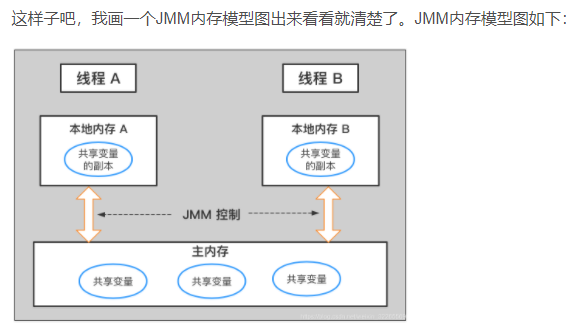 这样子吧，我画一个JMM内存模型图出来看看就清楚了。JMM内存模型图如下：
线程 A
线程 B
本地内存 A
本地内存 B
共享变量
的副本
共享变量
的副本
JMM 控制
主内存
共享变量
共享变量
共享变量